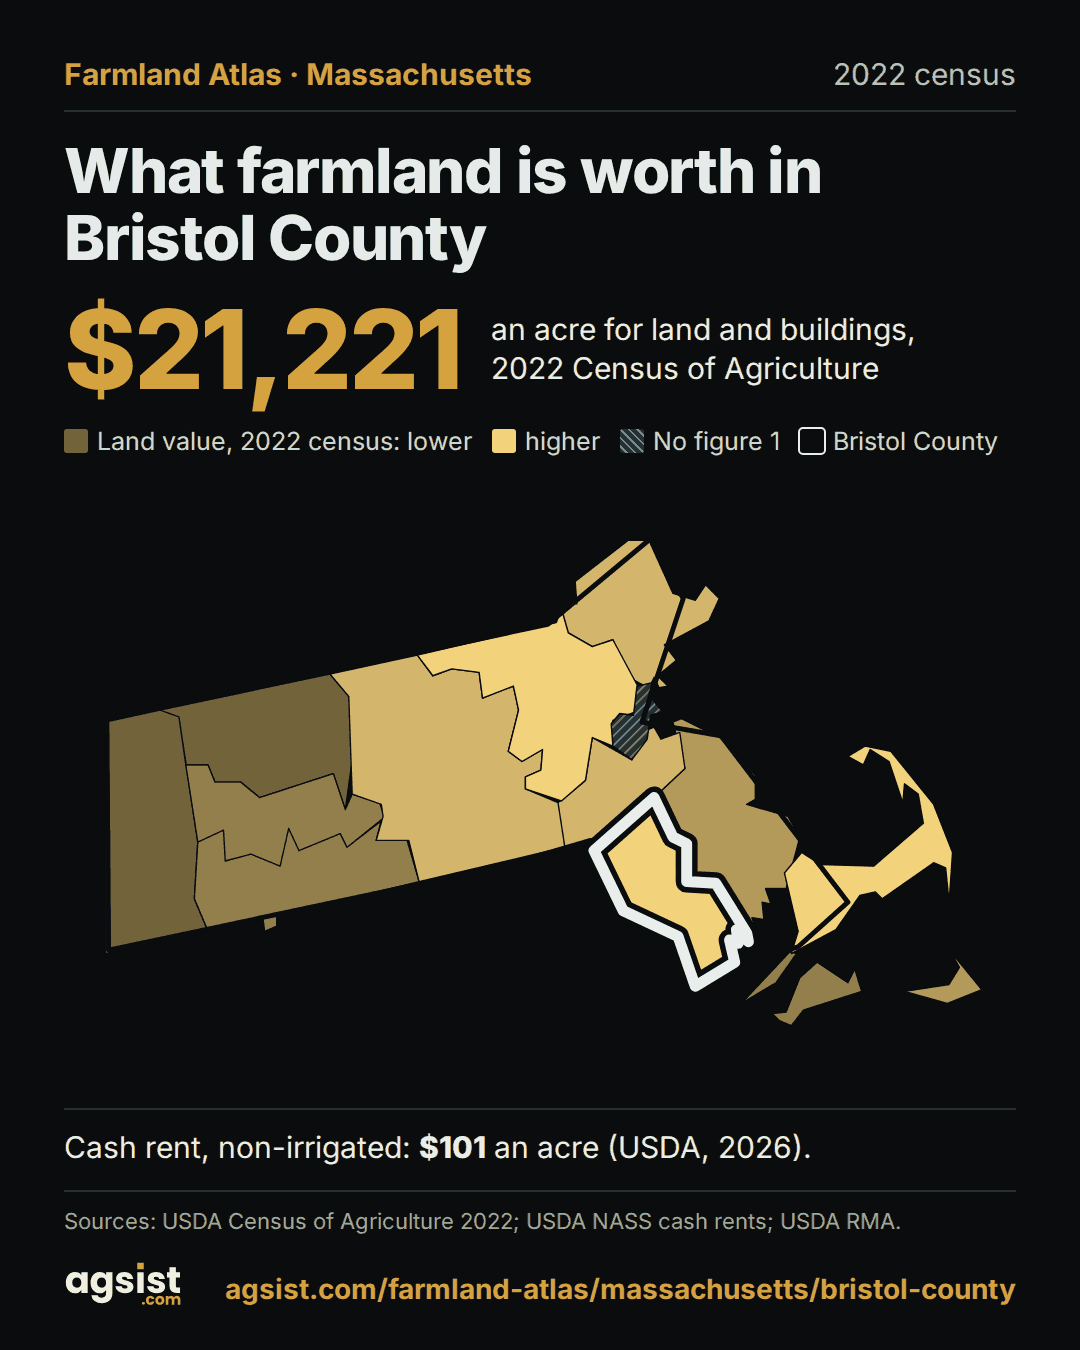 Farmland Atlas · Massachusetts
2022 census
What farmland is worth in
Bristol County
$21,221
an acre for land and buildings,
2022 Census of Agriculture
Land value, 2022 census: lower
higher
No figure 1
Bristol County
Cash rent, non-irrigated: $101 an acre (USDA, 2026).
Sources: USDA Census of Agriculture 2022; USDA NASS cash rents; USDA RMA.
agsist
.com
agsist.com/farmland-atlas/massachusetts/bristol-county